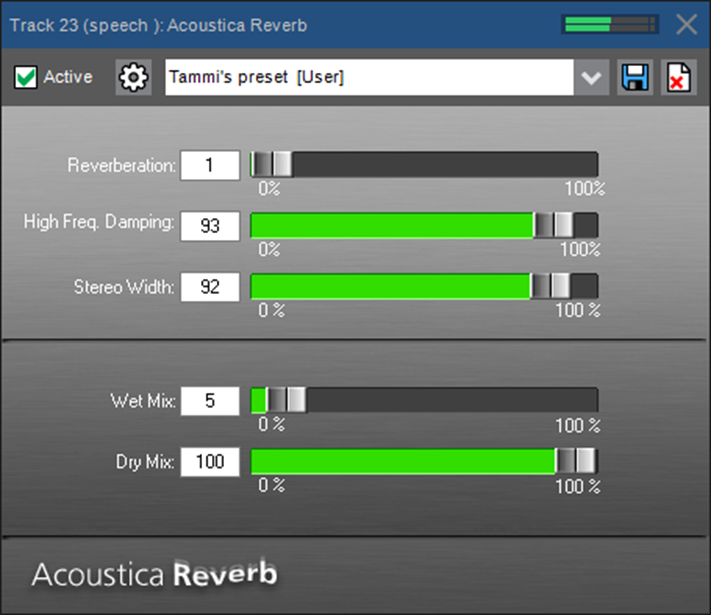 Track 23 (speech ): Acoustica Reverb
Active Tammi's preset [User]
Reverberation: 1
0% 100%
High Freq. Damping: 93
0% 100%
Stereo Width: 92
0 % 100 %
Wet Mix: 5
0 % 100 %
Dry Mix: 100
0 % 100 %
Acoustica Reverb